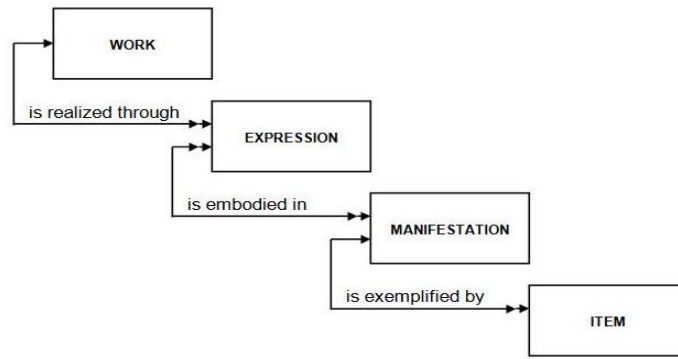 WORK
is realized through
EXPRESSION
is embodied in
MANIFESTATION
is exemplified by
ITEM